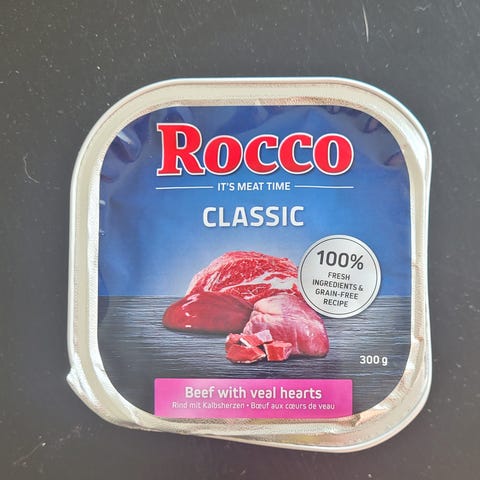 Rocco
IT'S MEAT TIME
CLASSIC
100%
FRESH
INGREDIENTS &
GRAIN-FREE
RECIPE
300 g
Beef with veal hearts
Rind mit Kalbsherzen • Bœuf aux cœurs de veau